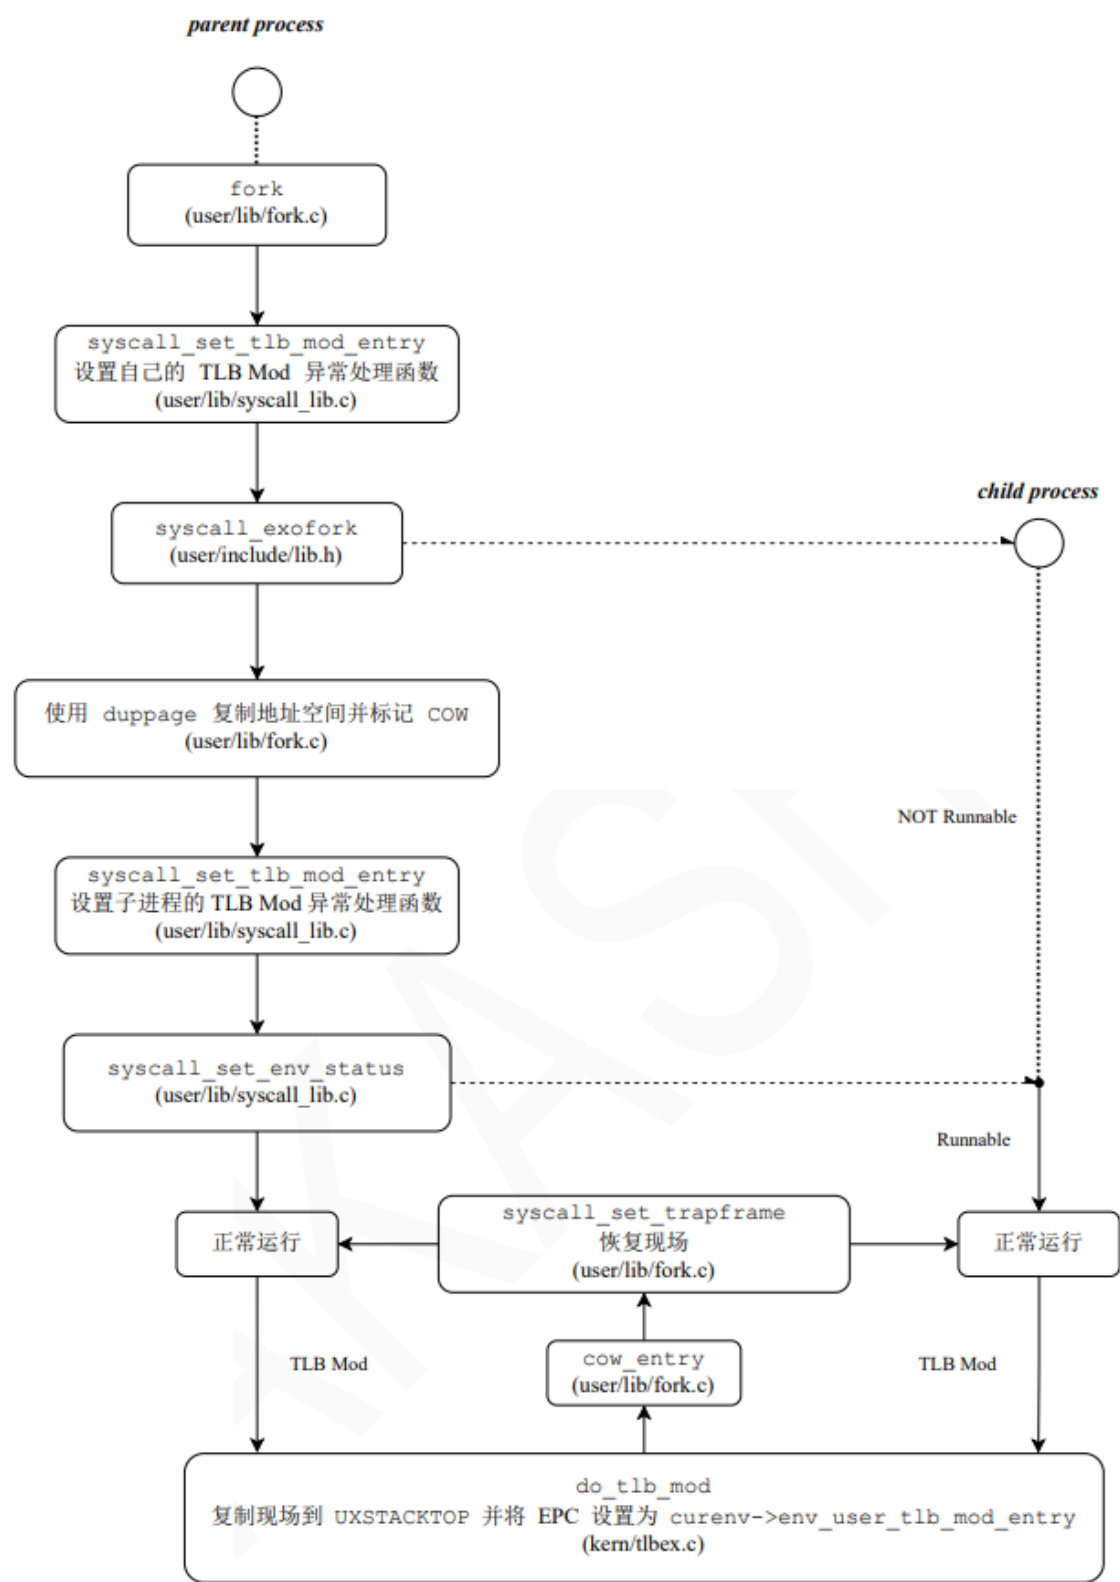 parent process
fork
(user/lib/fork.c)
syscall_set_tlb_mod_entry
设置自己的 TLB Mod 异常处理函数
(user/lib/syscall_lib.c)
child process
syscall_exofork
(user/include/lib.h)
使用 duppage 复制地址空间并标记 COW
(user/lib/fork.c)
NOT Runnable
syscall_set_tlb_mod_entry
设置子进程的 TLB Mod 异常处理函数
(user/lib/syscall_lib.c)
syscall_set_env_status
(user/lib/syscall_lib.c)
Runnable
正常运行
syscall_set_trapframe
恢复现场
(user/lib/fork.c)
正常运行
TLB Mod
cow_entry
(user/lib/fork.c)
TLB Mod
do_tlb_mod
复制现场到 UXSTACKTOP 并将 EPC 设置为 curenv->env_user_tlb_mod_entry
(kern/tlbex.c)